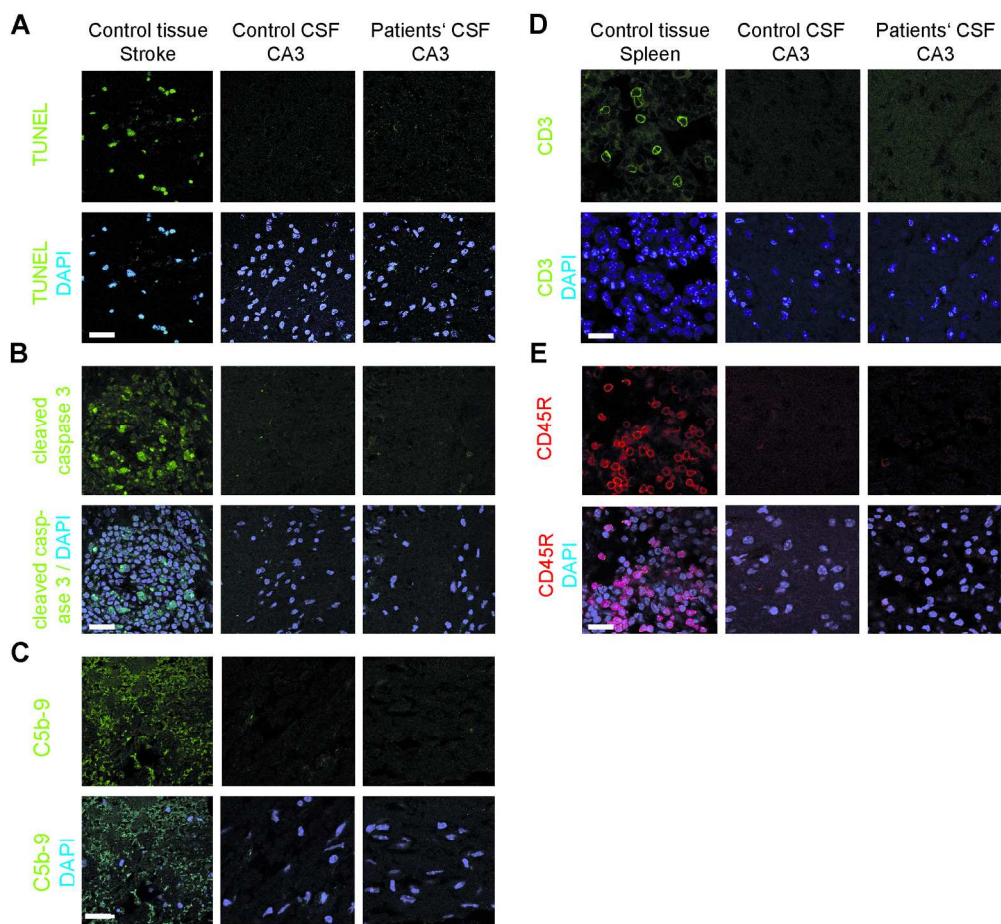 A
Control tissue
Stroke
Control CSF
CA3
Patients‘ CSF
CA3
TUNEL
TUNEL
DAPI
B
cleaved
caspase 3
cleaved casp-
ase 3 / DAPI
C
C5b-9
C5b-9
DAPI
D
Control tissue
Spleen
Control CSF
CA3
Patients‘ CSF
CA3
CD3
CD3
DAPI
E
CD45R
CD45R
DAPI